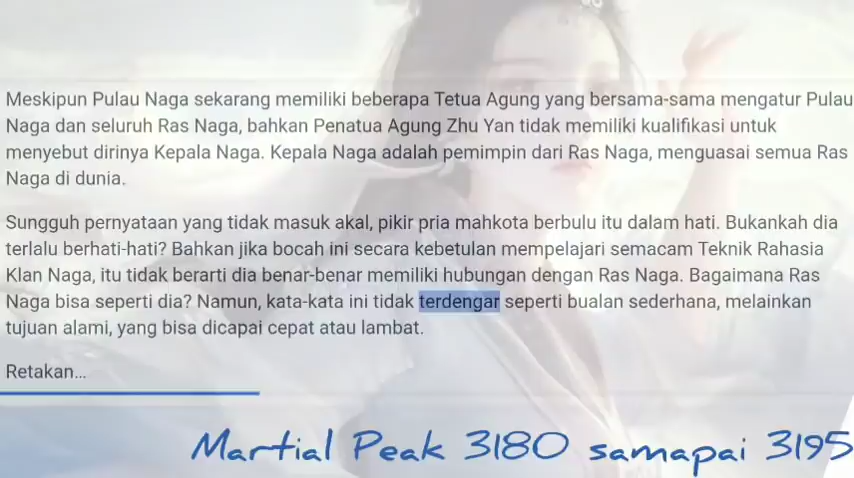 Meskipun Pulau Naga sekarang memiliki beberapa Tetua Agung yang bersama-sama mengatur Pulau
Naga dan seluruh Ras Naga, bahkan Penatua Agung Zhu Yan tidak memiliki kualifikasi untuk
menyebut dirinya Kepala Naga. Kepala Naga adalah pemimpin dari Ras Naga, menguasai semua Ras
Naga di dunia.
Sungguh pernyataan yang tidak masuk akal, pikir pria mahkota berbulu itu dalam hati. Bukankah dia
terlalu berhati-hati? Bahkan jika bocah ini secara kebetulan mempelajari semacam Teknik Rahasia
Klan Naga, itu tidak berarti dia benar-benar memiliki hubungan dengan Ras Naga. Bagaimana Ras
Naga bisa seperti dia? Namun, kata-kata ini tidak terdengar seperti bualan sederhana, melainkan
tujuan alami, yang bisa dicapai cepat atau lambat.
Retakan...
Martial Peak 3180 samapai 3195